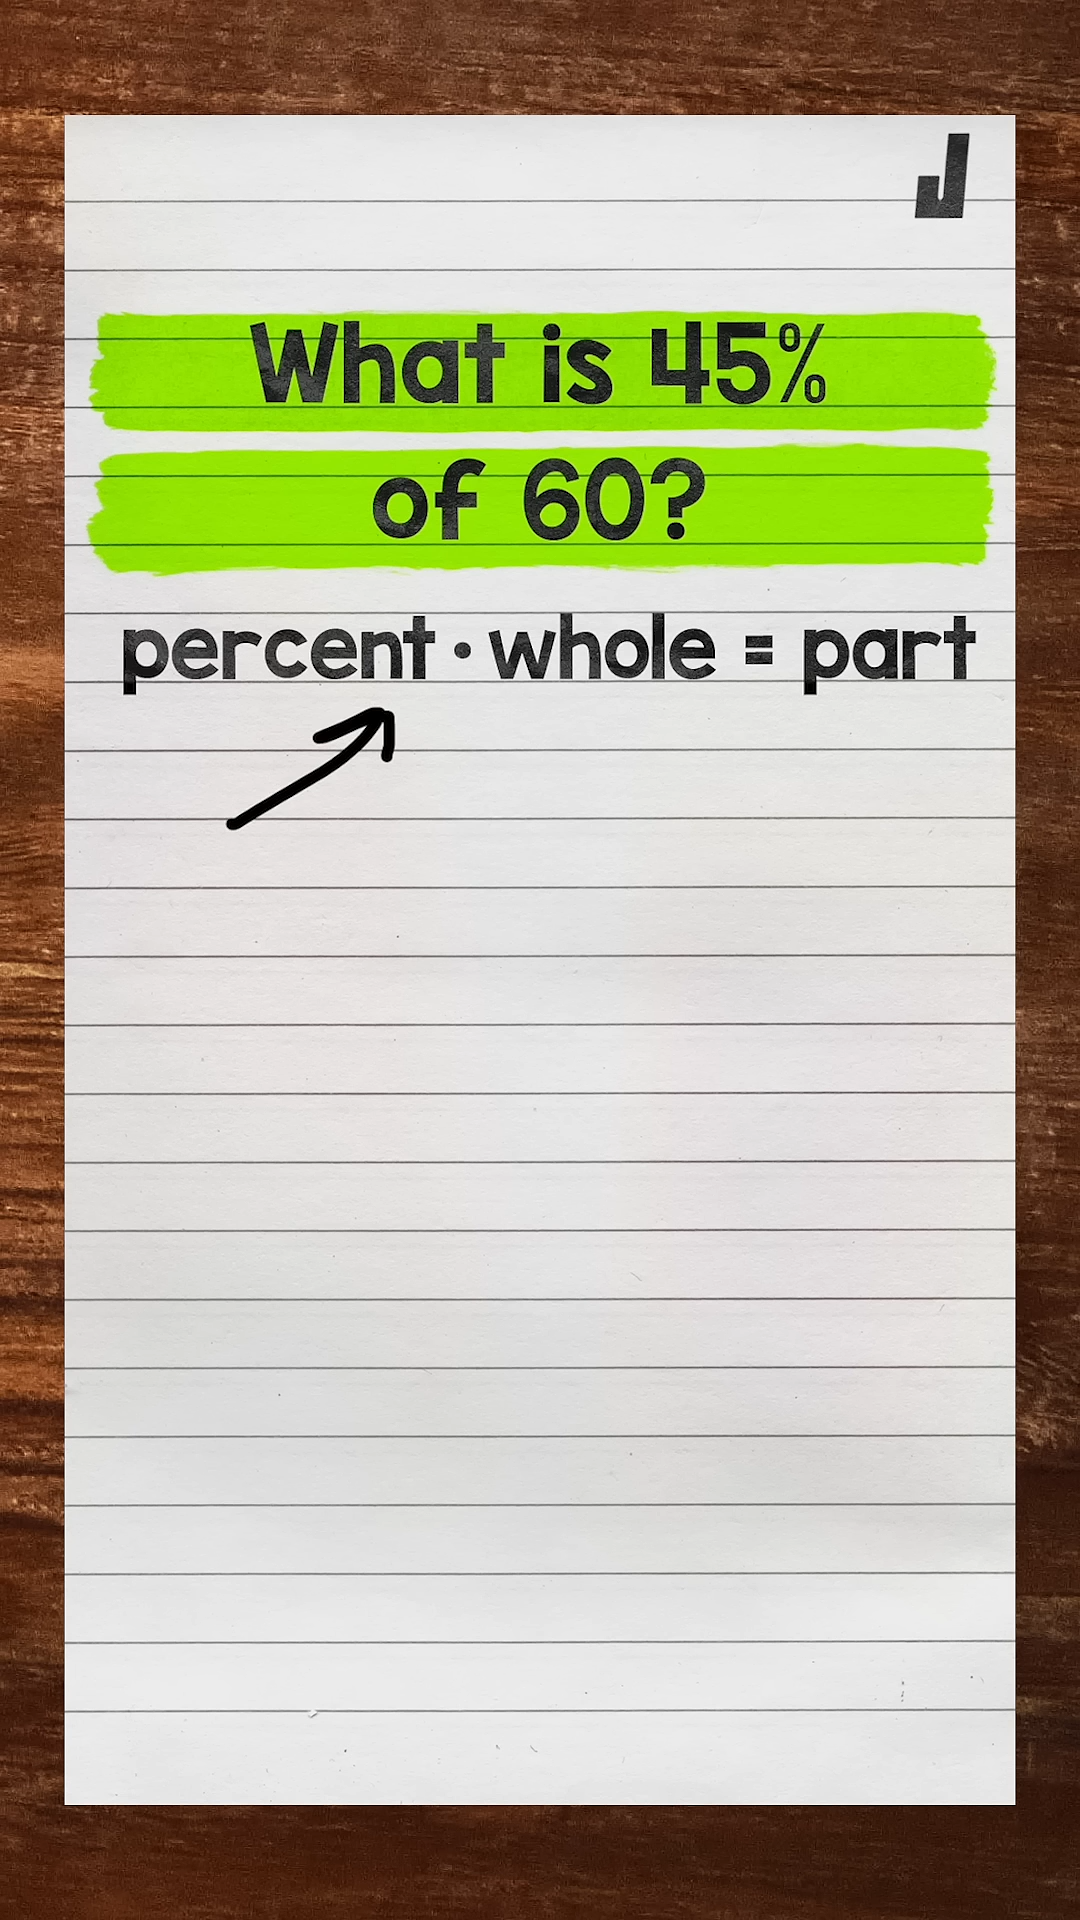 J
What is 45%
of 60?
percent · whole = part